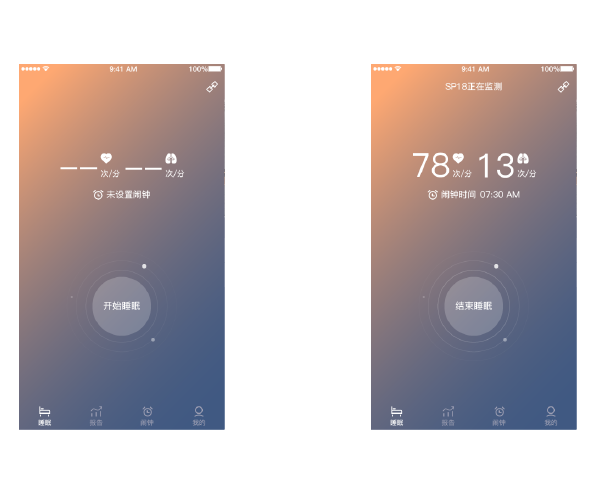 9:41 AM
100%
— —
次/分
— —
次/分
未设置闹钟
开始睡眠
睡眠
报告
闹钟
我的
9:41 AM
100%
SP18正在监测
78
次/分
13
次/分
闹钟时间 07:30 AM
结束睡眠
睡眠
报告
闹钟
我的